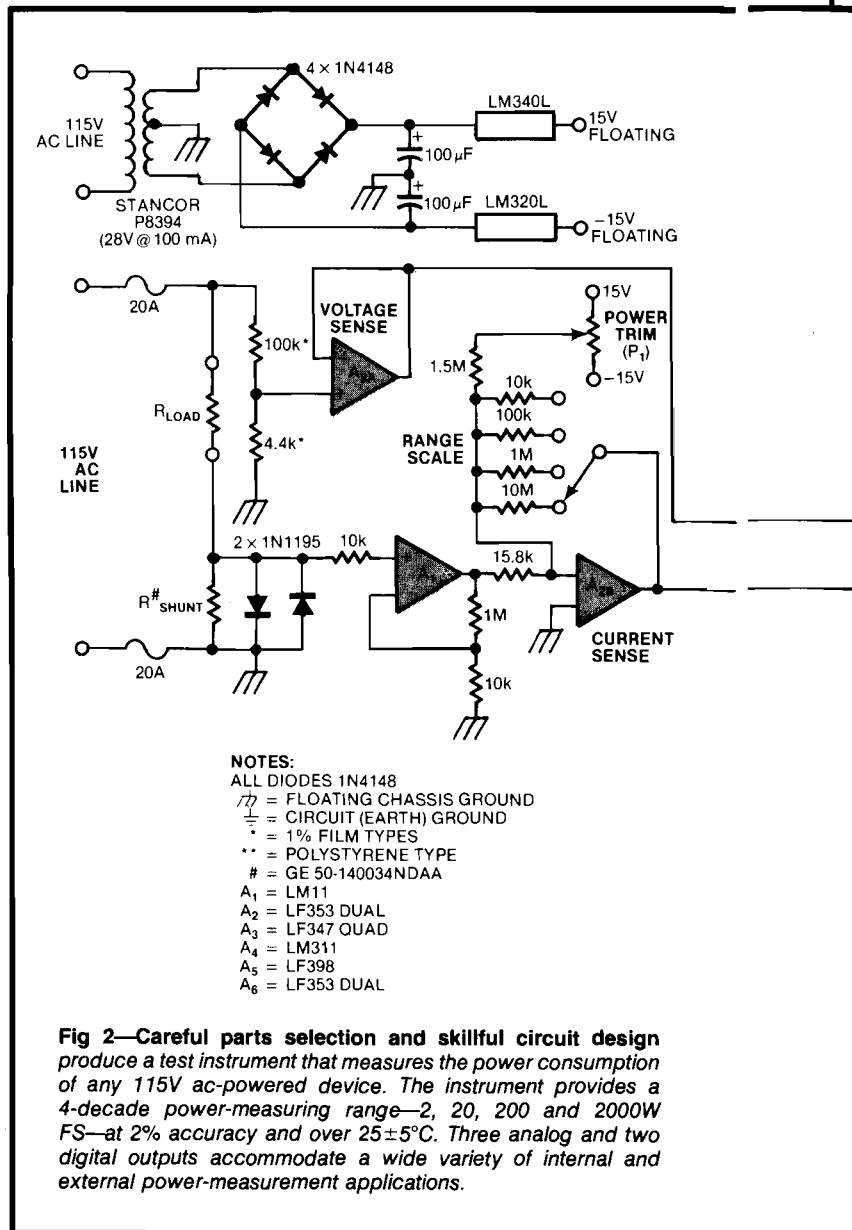 4 × 1N4148
LM340L
15V
FLOATING
115V
AC LINE
+
100 µF
+
100 µF
STANCOR
P8394
(28V @ 100 mA)
LM320L
–15V
FLOATING
20A
VOLTAGE
SENSE
100k*
A2A
4.4k*
RLOAD
115V
AC
LINE
15V
POWER
TRIM
(P1)
–15V
1.5M
10k
100k
RANGE
SCALE
1M
10M
2 × 1N1195
10k
A1
15.8k
A2B
R#SHUNT
1M
CURRENT
SENSE
20A
10k
NOTES:
ALL DIODES 1N4148
= FLOATING CHASSIS GROUND
= CIRCUIT (EARTH) GROUND
* = 1% FILM TYPES
** = POLYSTYRENE TYPE
# = GE 50-140034NDAA
A1 = LM11
A2 = LF353 DUAL
A3 = LF347 QUAD
A4 = LM311
A5 = LF398
A6 = LF353 DUAL
Fig 2—Careful parts selection and skillful circuit design
produce a test instrument that measures the power consumption
of any 115V ac-powered device. The instrument provides a
4-decade power-measuring range—2, 20, 200 and 2000W
FS—at 2% accuracy and over 25±5°C. Three analog and two
digital outputs accommodate a wide variety of internal and
external power-measurement applications.